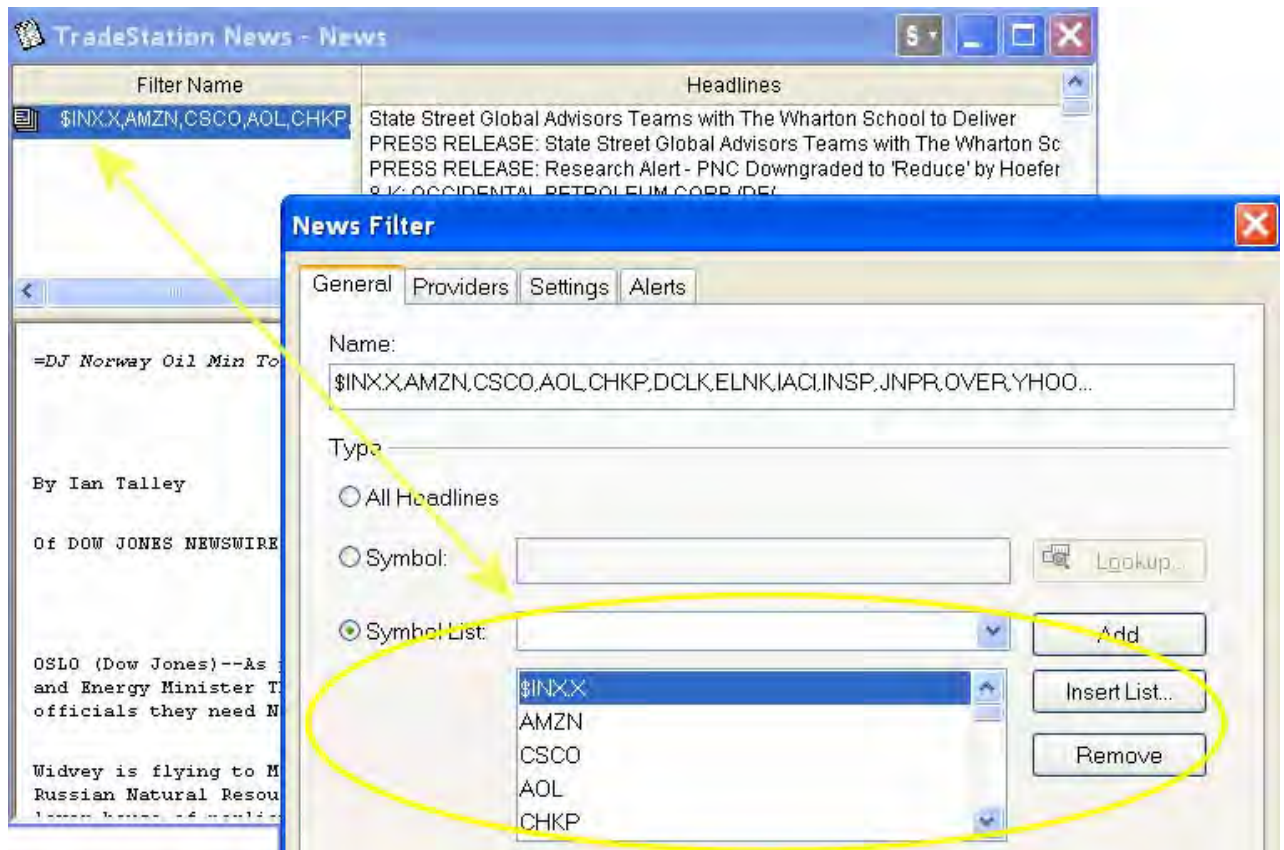 TradeStation News - News
S
Filter Name
Headlines
$INX.X,AMZN,CSCO,AOL,CHKP,
State Street Global Advisors Teams with The Wharton School to Deliver
PRESS RELEASE: State Street Global Advisors Teams with The Wharton Sc
PRESS RELEASE: Research Alert - PNC Downgraded to 'Reduce' by Hoefer
8-K: OCCIDENTAL PETROLEUM CORP /DE/
=DJ Norway Oil Min To
By Ian Talley
Of DOW JONES NEWSWIRE
OSLO (Dow Jones)--As
and Energy Minister T
officials they need N
Widvey is flying to M
Russian Natural Resou
News Filter
General
Providers
Settings
Alerts
Name:
$INX.X,AMZN,CSCO,AOL,CHKP,DCLK,ELNK,IACI,INSP,JNPR,OVER,YHOO...
Type
All Headlines
Symbol:
Lookup...
Symbol List:
Add
$INX.X
AMZN
CSCO
AOL
CHKP
Insert List...
Remove